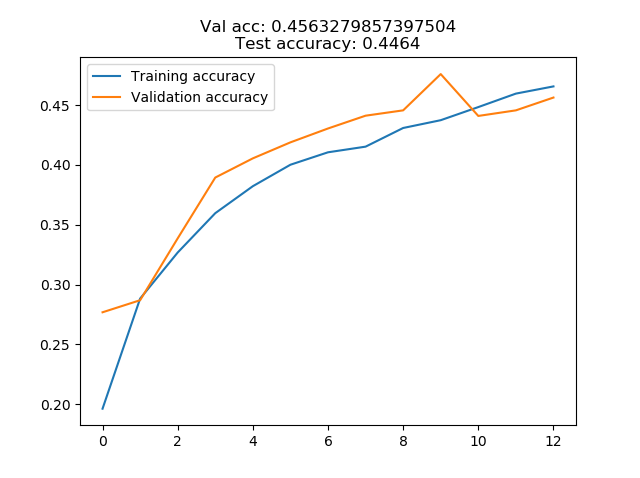 Val acc: 0.4563279857397504
Test accuracy: 0.4464
Training accuracy
Validation accuracy
0.45
0.40
0.35
0.30
0.25
0.20
0 2 4 6 8 10 12